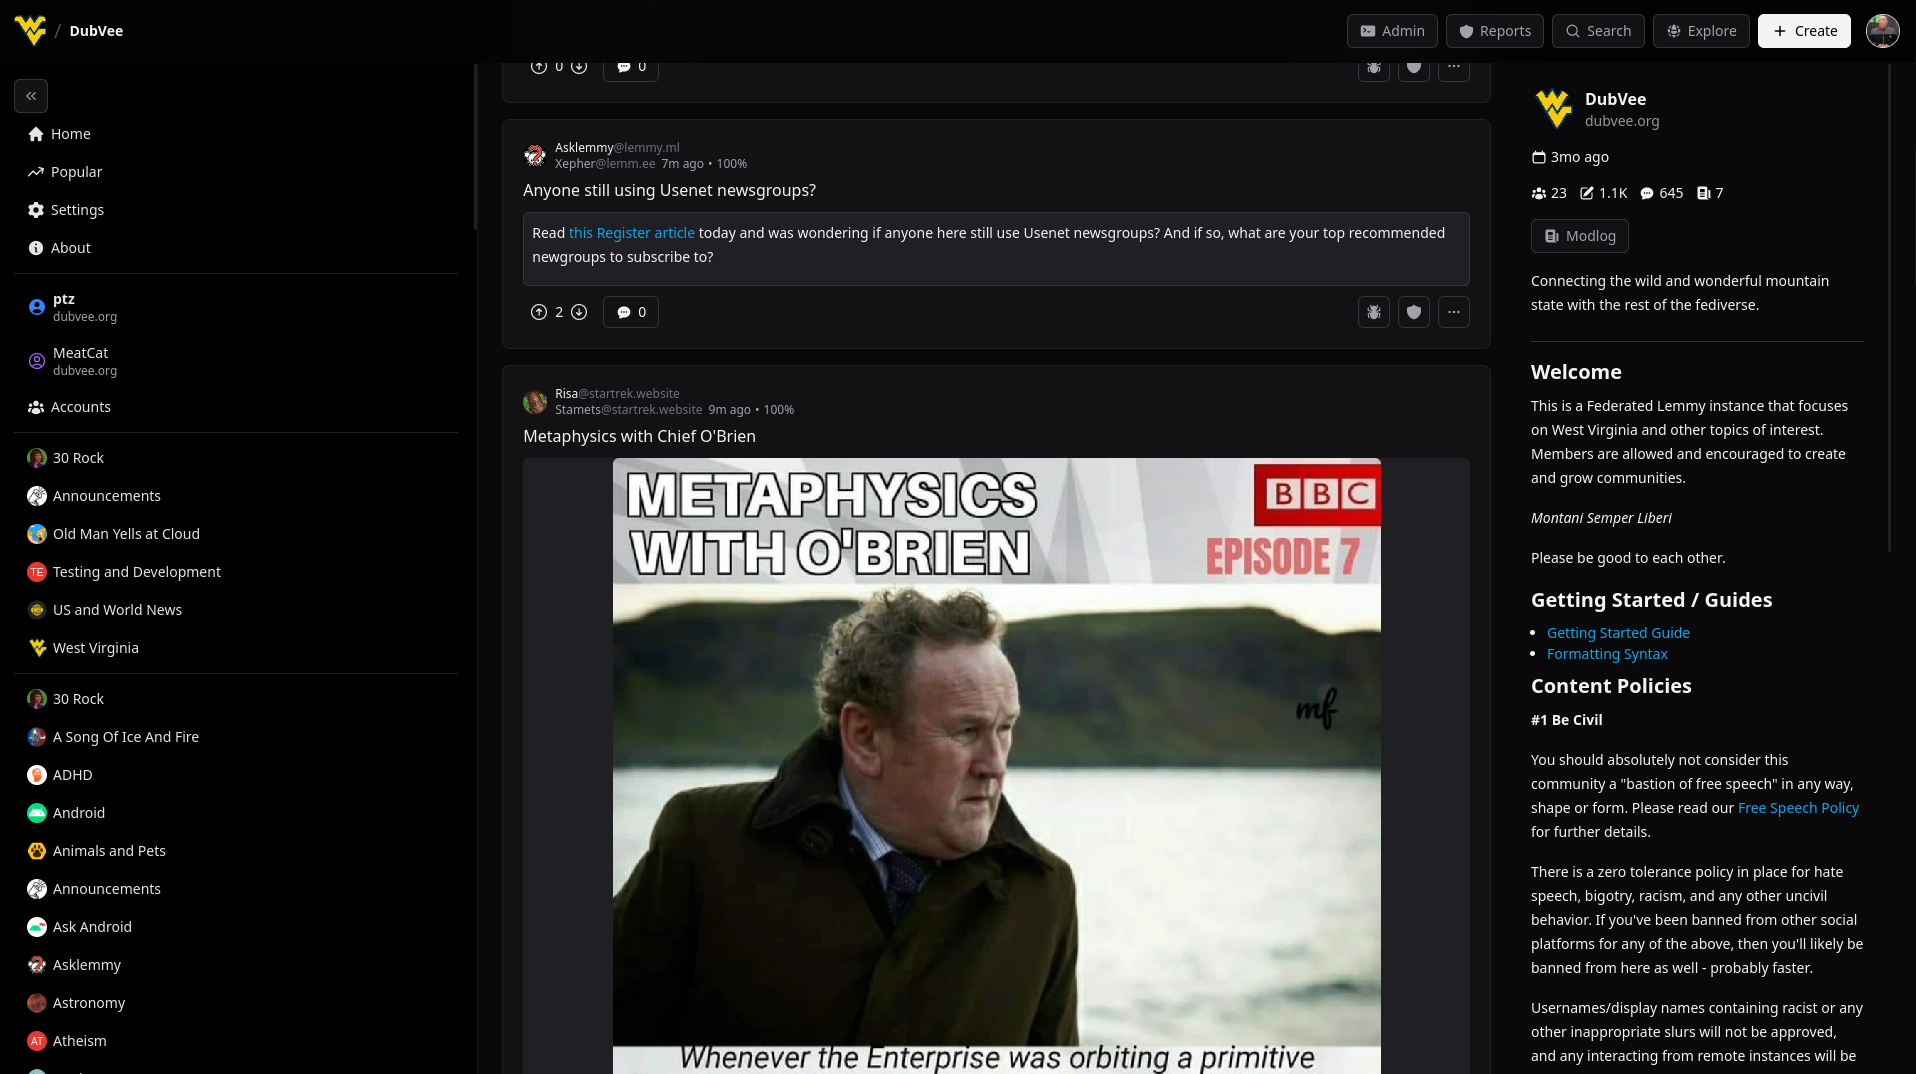 DubVee
Admin
Reports
Search
Explore
Create
Home
Popular
Settings
About
ptz
dubvee.org
MeatCat
dubvee.org
Accounts
30 Rock
Announcements
Old Man Yells at Cloud
TE Testing and Development
US and World News
West Virginia
30 Rock
A Song Of Ice And Fire
ADHD
Android
Animals and Pets
Announcements
Ask Android
Asklemmy
Astronomy
AT Atheism
0 0
Asklemmy@lemmy.ml
Xepher@lemm.ee 7m ago • 100%
Anyone still using Usenet newsgroups?
Read this Register article today and was wondering if anyone here still use Usenet newsgroups? And if so, what are your top recommended
newgroups to subscribe to?
2 0
Risa@startrek.website
Stamets@startrek.website 9m ago • 100%
Metaphysics with Chief O'Brien
METAPHYSICS
WITH O'BRIEN
BBC
EPISODE 7
mf
Whenever the Enterprise was orbiting a primitive
DubVee
dubvee.org
3mo ago
23 1.1K 645 7
Modlog
Connecting the wild and wonderful mountain
state with the rest of the fediverse.
Welcome
This is a Federated Lemmy instance that focuses
on West Virginia and other topics of interest.
Members are allowed and encouraged to create
and grow communities.
Montani Semper Liberi
Please be good to each other.
Getting Started / Guides
Getting Started Guide
Formatting Syntax
Content Policies
#1 Be Civil
You should absolutely not consider this
community a "bastion of free speech" in any way,
shape or form. Please read our Free Speech Policy
for further details.
There is a zero tolerance policy in place for hate
speech, bigotry, racism, and any other uncivil
behavior. If you've been banned from other social
platforms for any of the above, then you'll likely be
banned from here as well - probably faster.
Usernames/display names containing racist or any
other inappropriate slurs will not be approved,
and any interacting from remote instances will be